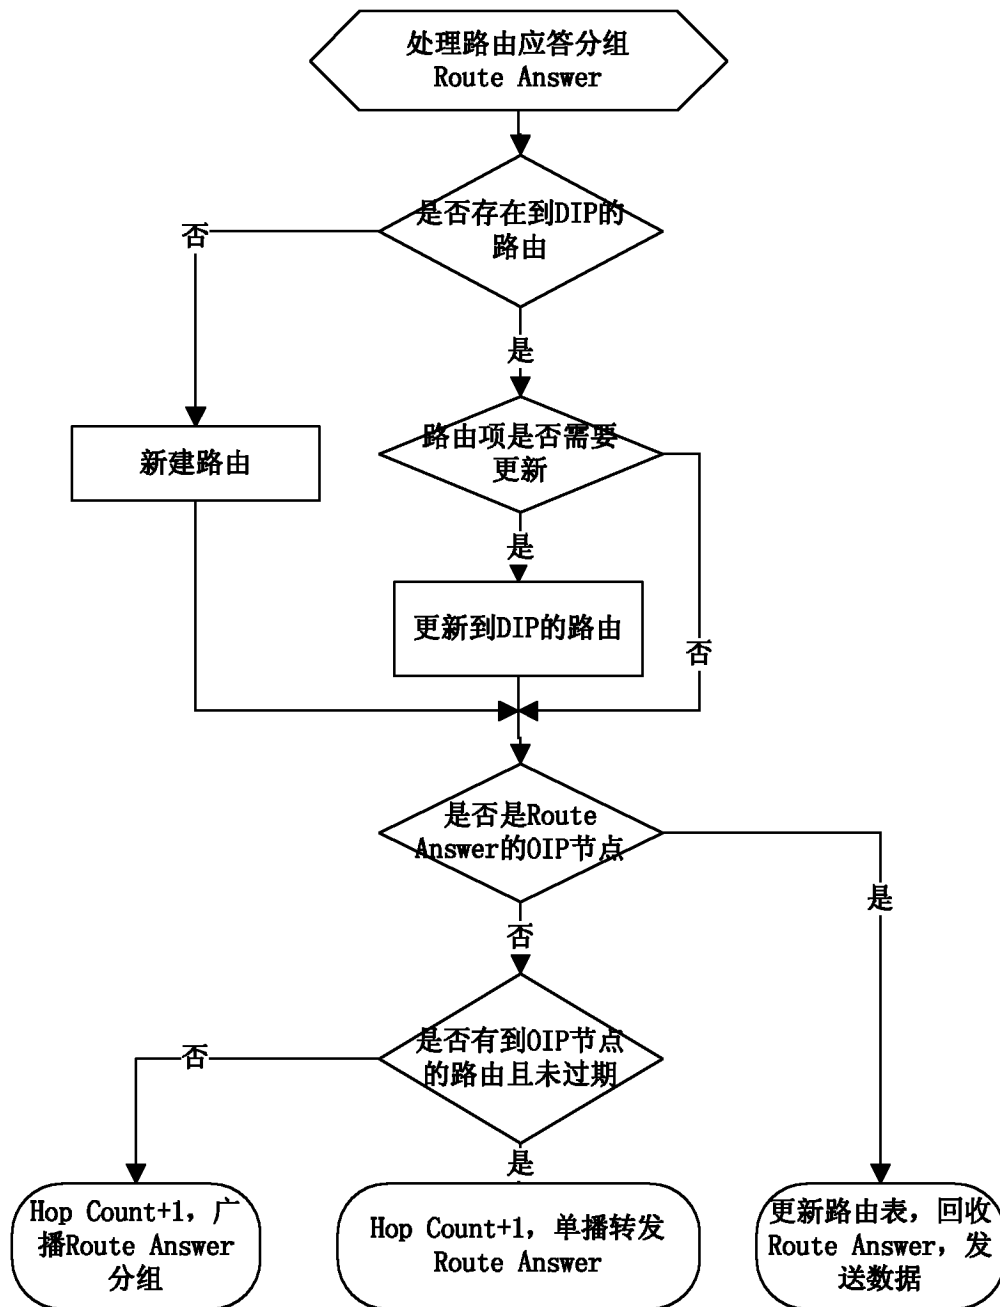 处理路由应答分组
Route Answer
是否存在到DIP的
路由
否
是
路由项是否需要
更新
新建路由
是
更新到DIP的路由
否
是否是Route
Answer的OIP节点
是
否
是否有到OIP节点
的路由且未过期
否
是
Hop Count+1, 广
播Route Answer
分组
Hop Count+1, 单播转发
Route Answer
更新路由表, 回收
Route Answer, 发
送数据